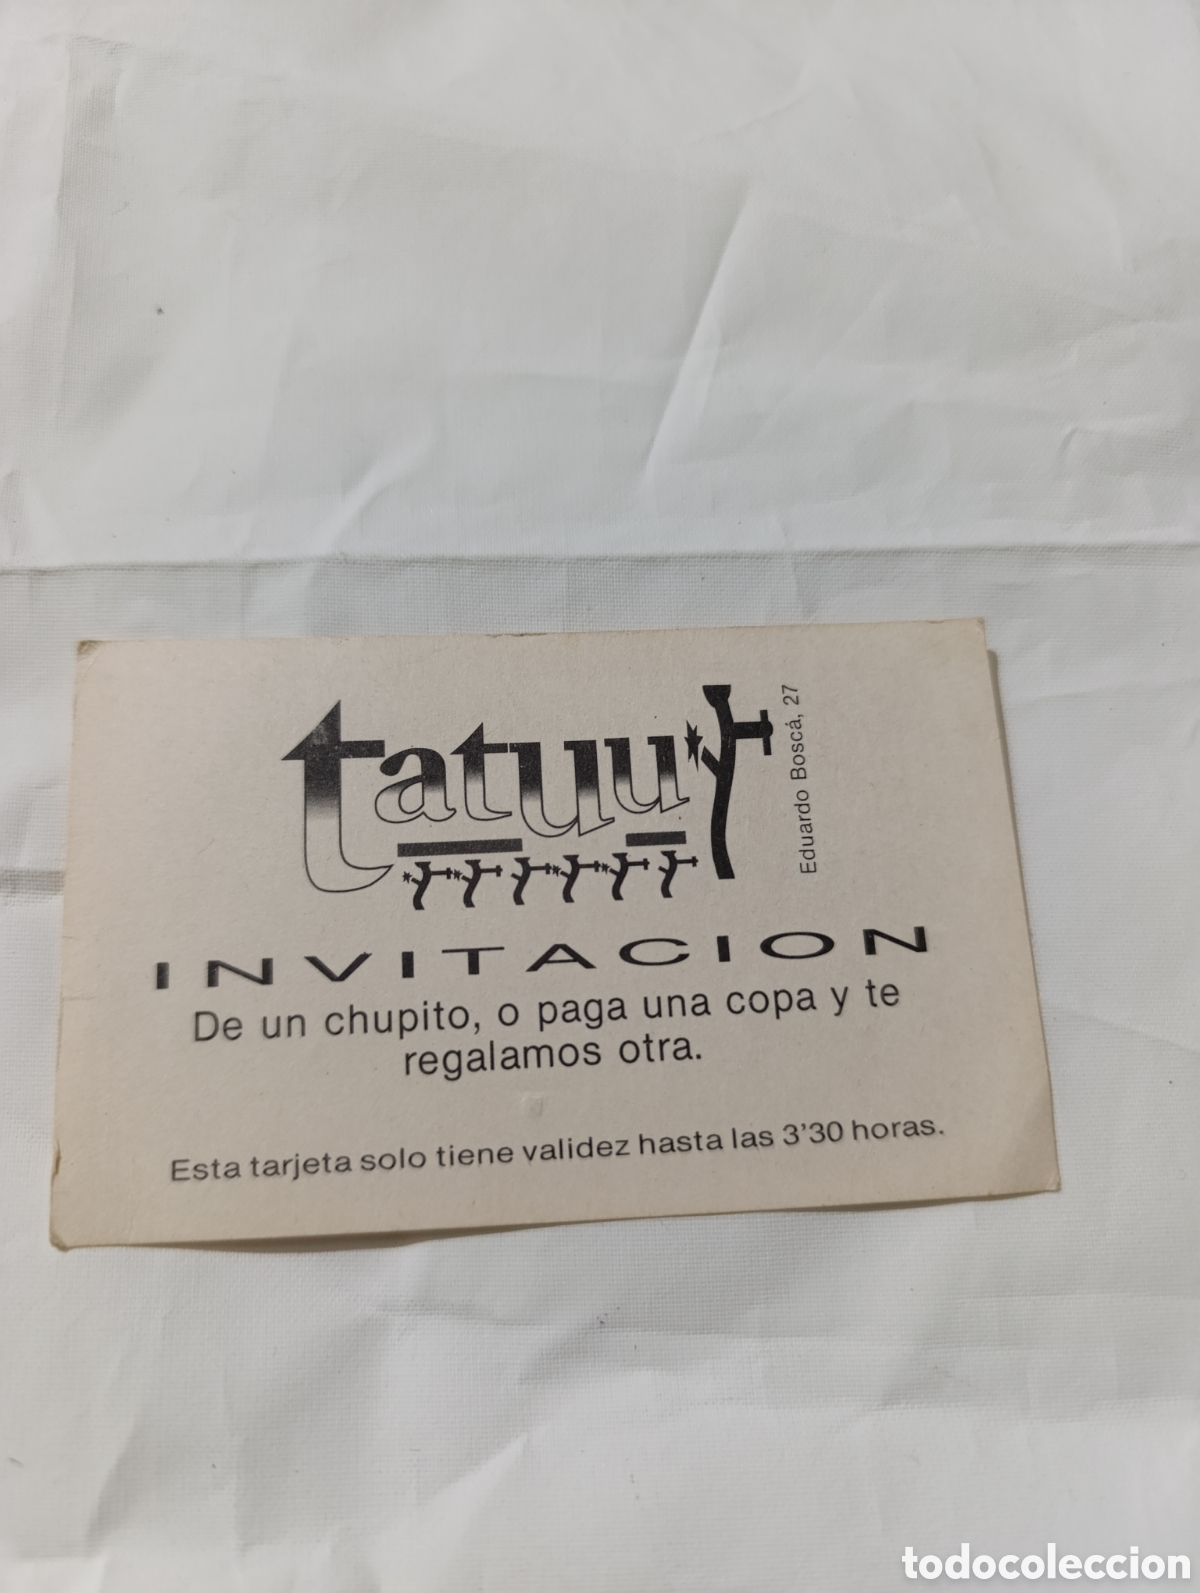 tatuu
Eduardo Boscá, 27
INVITACION
De un chupito, o paga una copa y te
regalamos otra.
Esta tarjeta solo tiene validez hasta las 3'30 horas.
todocoleccion